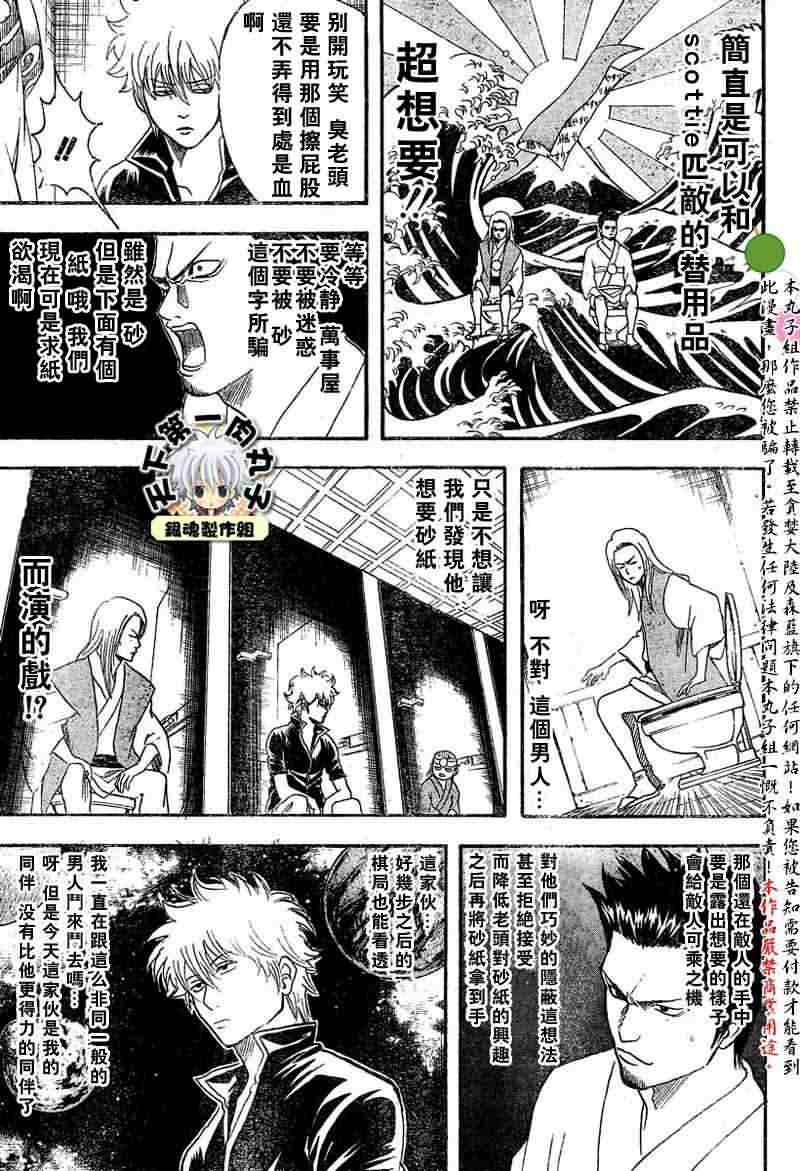 簡直是可以和
scottie匹敵的替用品
超想要!!
別開玩笑 臭老頭
要是用那個擦屁股
還不弄得到處是血
啊
!!
等等
要冷静 萬事屋
不要被迷惑
不要被 砂
這個字所騙
雖然是 砂
但是下面有個
紙 哦 我們
現在可是求紙
欲渴啊
呀 不對 這個男人…
只是不想讓
我們發現他
想要砂紙
而演的戲!?
那個還在敵人的手中
要是露出想要的樣子
會給敵人可乘之機
對他們巧妙的隱蔽這想法
甚至拒絶接受
而降低老頭對砂紙的興趣
之后再將砂紙拿到手
這家伙…
好幾步之后的
棋局也能看透
我一直在跟這么非同一般的
男人鬥來鬥去嗎…
呀 但是今天這家伙是我的
同伴 没有比他更得力的同伴了
天下第一肉丸子
銀魂製作組
本丸子組作品禁止轉載至貪婪大陸及森藍旗下的任何網站！如果您被告知需要付款才能看到
此漫畫，那麼您被騙了。若發生任何法律問題本丸子組一概不負責！本作品嚴禁商業用途。